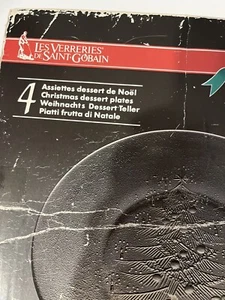 LES VERRERIES
DE SAINT-GOBAIN
4
Assiettes dessert de Noël
Christmas dessert plates
Weihnachts Dessert Teller
Piatti frutta di Natale